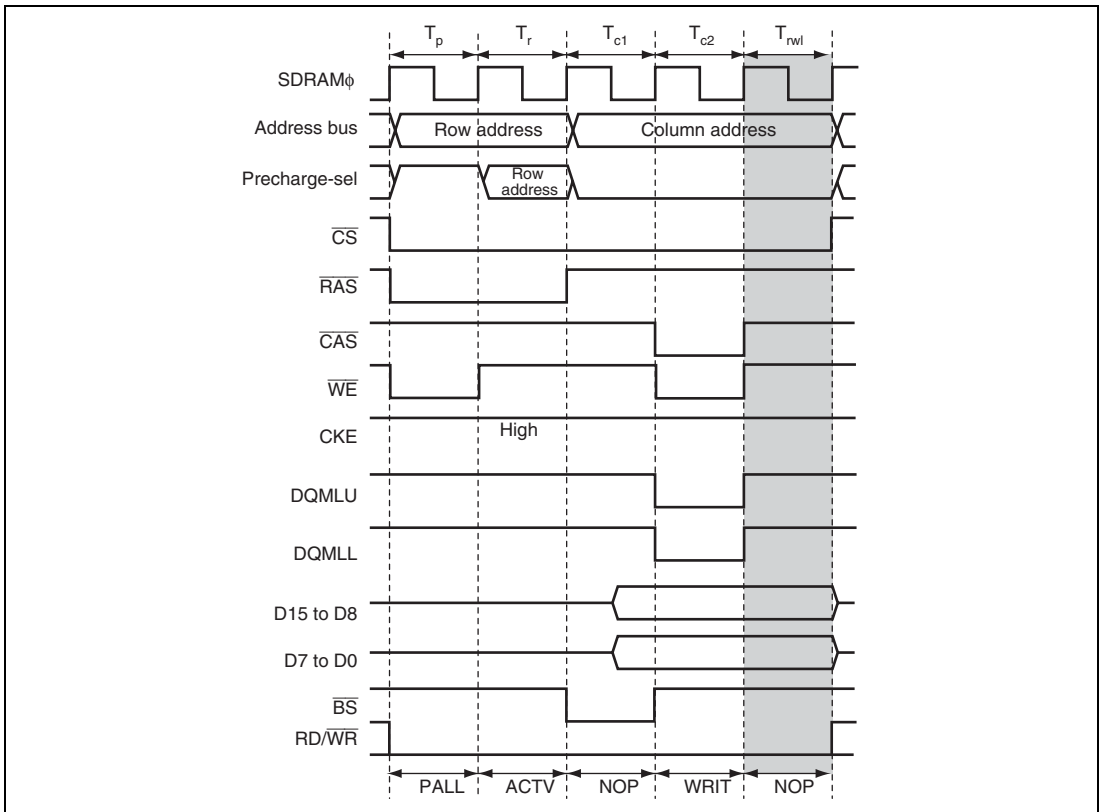 Tp Tr Tc1 Tc2 Trwl
SDRAMϕ
Address bus Row address Column address
Precharge-sel Row address
CS
RAS
CAS
WE
CKE High
DQMLU
DQMLL
D15 to D8
D7 to D0
BS
RD/WR
PALL ACTV NOP WRIT NOP